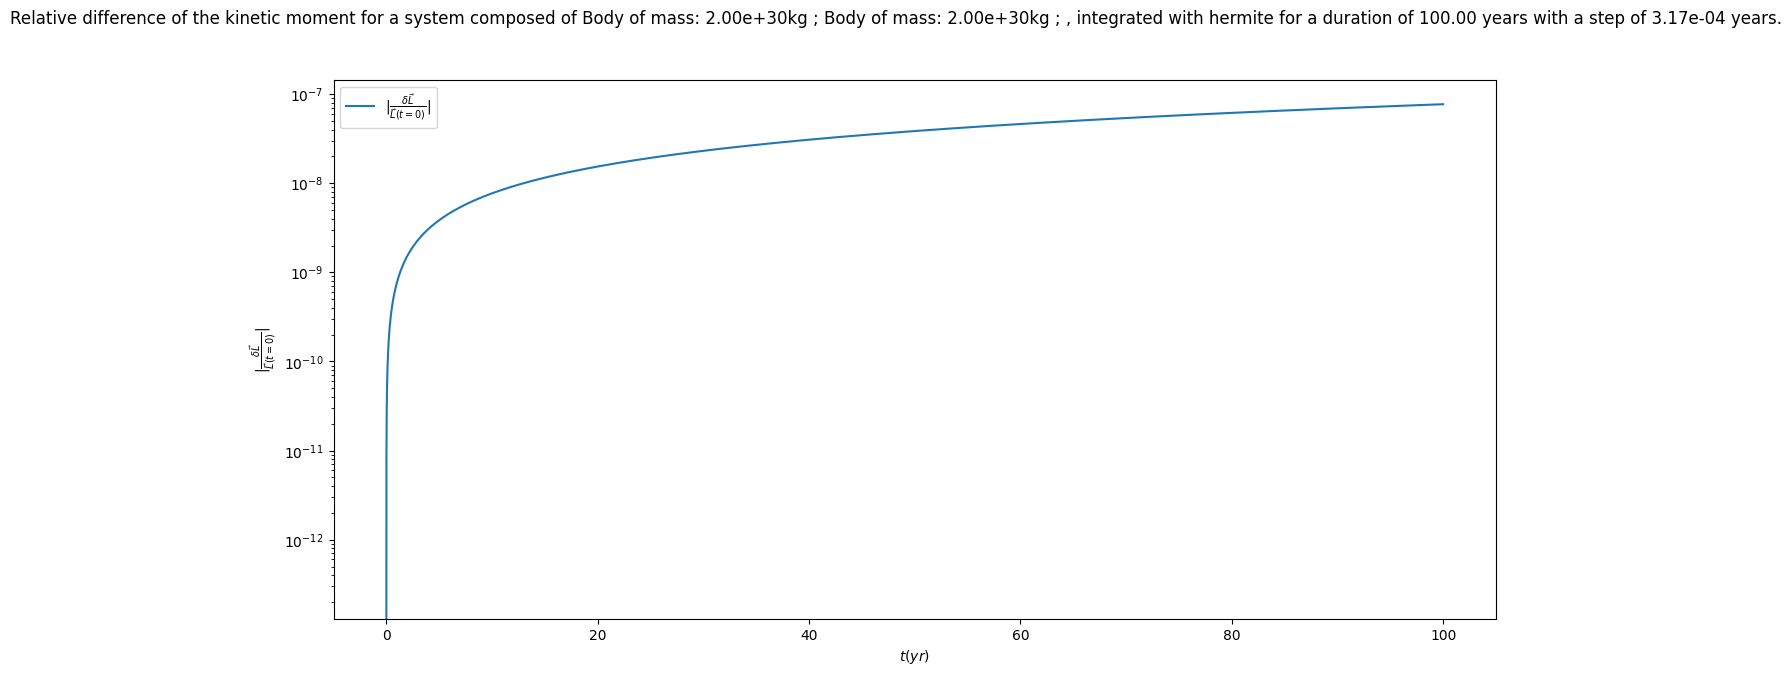 Relative difference of the kinetic moment for a system composed of Body of mass: 2.00e+30kg ; Body of mass: 2.00e+30kg ; , integrated with hermite for a duration of 100.00 years with a step of 3.17e-04 years.
|δL⃗/L⃗(t = 0)|
10⁻⁷
10⁻⁸
10⁻⁹
10⁻¹⁰
10⁻¹¹
10⁻¹²
|δL⃗/L⃗(t = 0)|
0 20 40 60 80 100
t(yr)